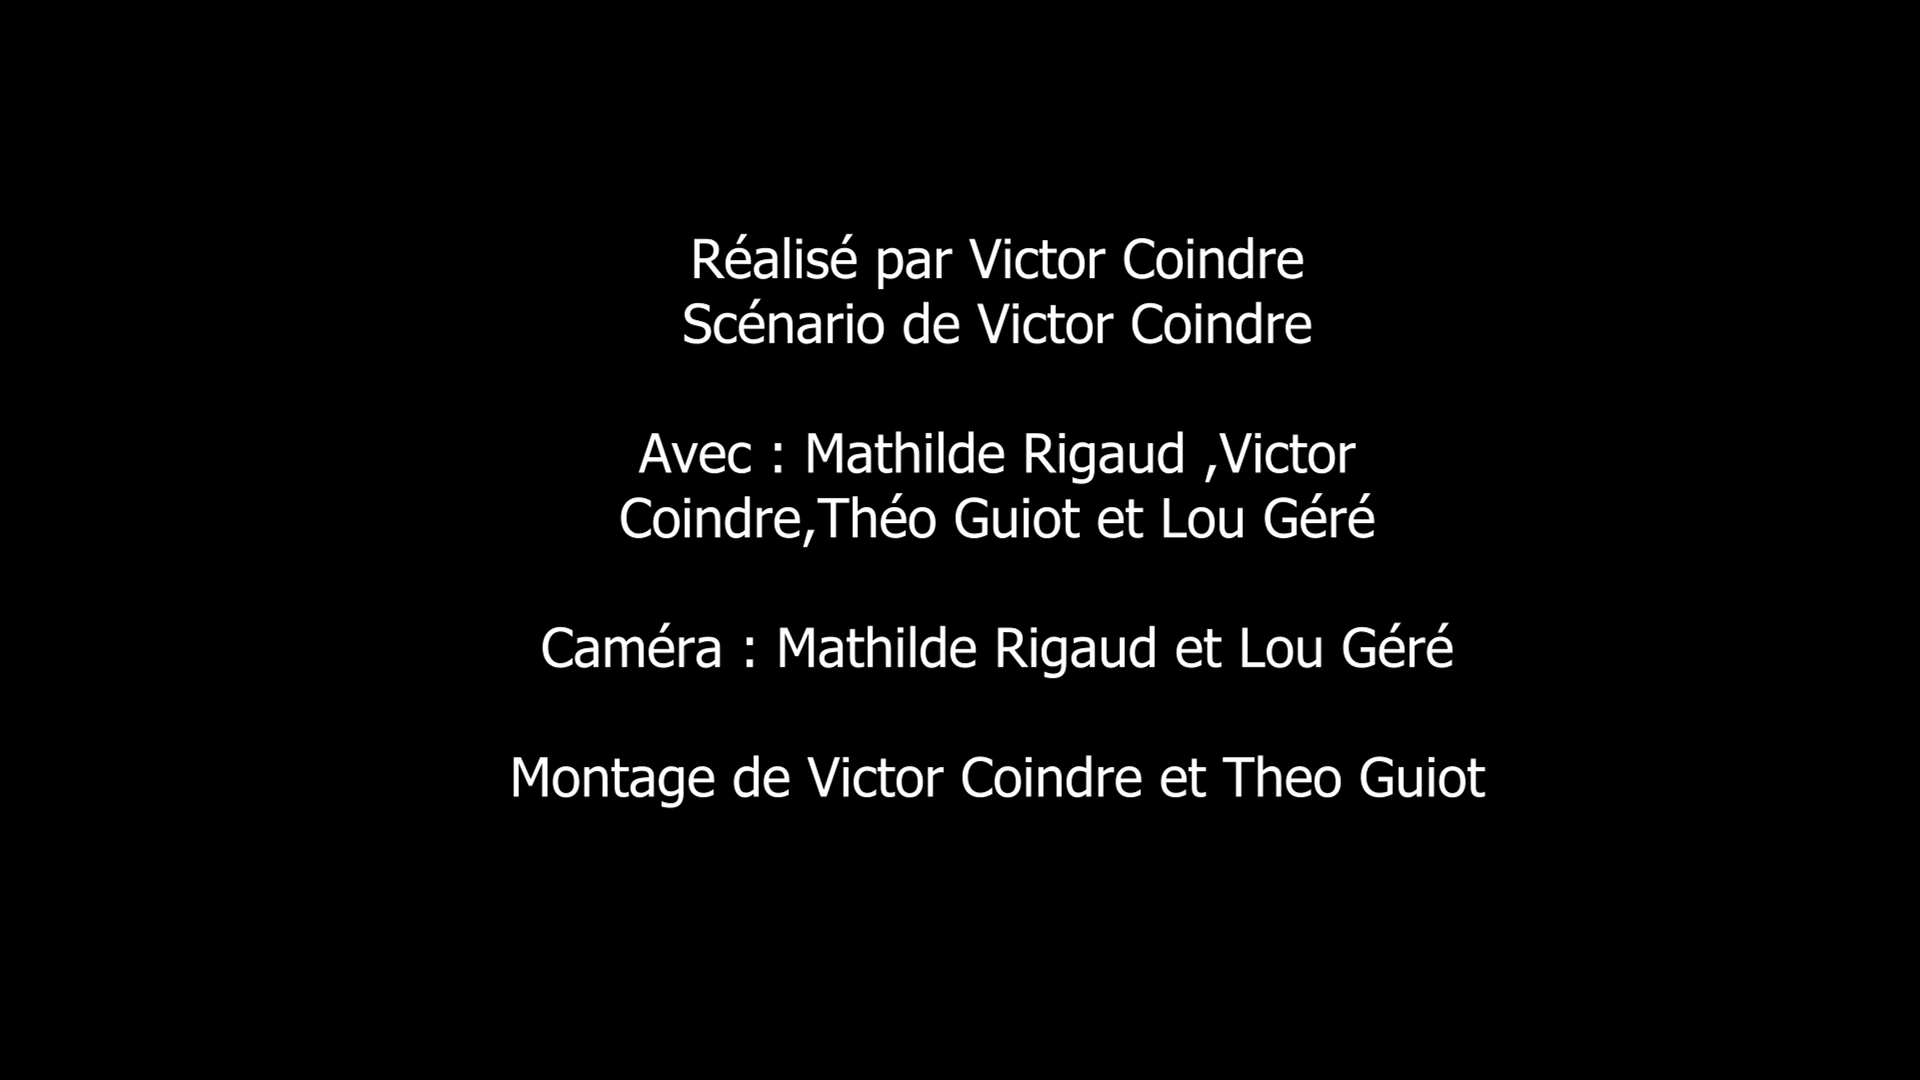 Réalisé par Victor Coindre
Scénario de Victor Coindre
Avec : Mathilde Rigaud ,Victor
Coindre,Théo Guiot et Lou Géré
Caméra : Mathilde Rigaud et Lou Géré
Montage de Victor Coindre et Theo Guiot